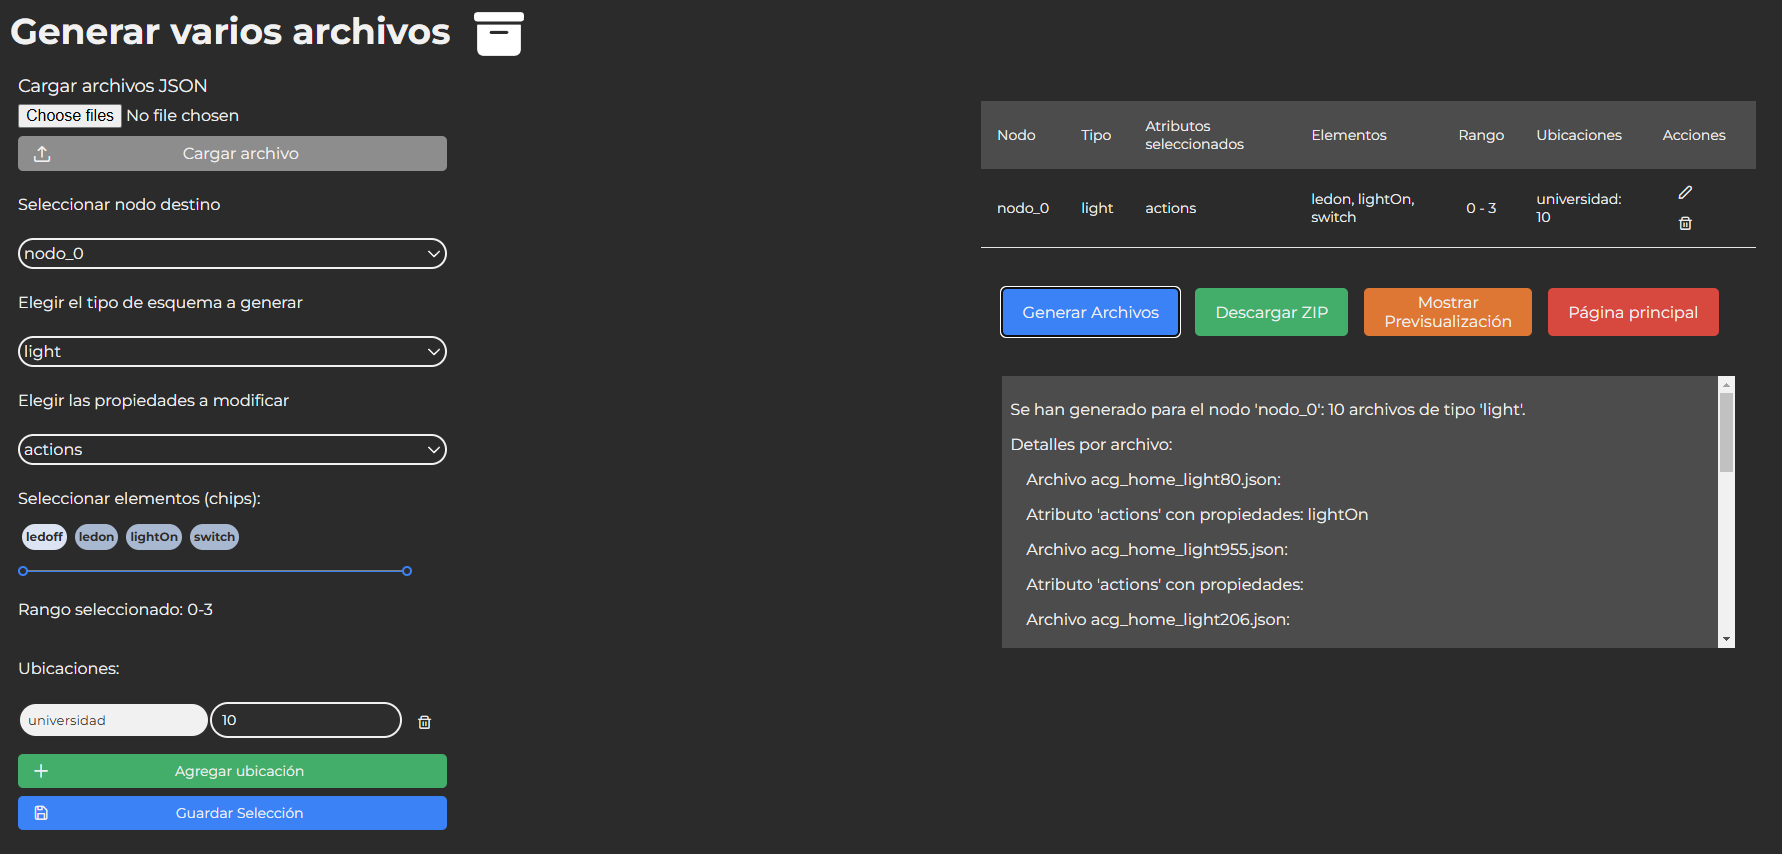 Generar varios archivos
Cargar archivos JSON
Choose files No file chosen
Cargar archivo
Seleccionar nodo destino
nodo_0
Elegir el tipo de esquema a generar
light
Elegir las propiedades a modificar
actions
Seleccionar elementos (chips):
ledoff ledon lightOn switch
Rango seleccionado: 0-3
Ubicaciones:
universidad 10
Agregar ubicación
Guardar Selección
Nodo Tipo Atributos seleccionados Elementos Rango Ubicaciones Acciones
nodo_0 light actions ledon, lightOn, switch 0 - 3 universidad: 10
Generar Archivos
Descargar ZIP
Mostrar
Previsualización
Página principal
Se han generado para el nodo 'nodo_0': 10 archivos de tipo 'light'.
Detalles por archivo:
Archivo acg_home_light80.json:
Atributo 'actions' con propiedades: lightOn
Archivo acg_home_light955.json:
Atributo 'actions' con propiedades:
Archivo acg_home_light206.json: